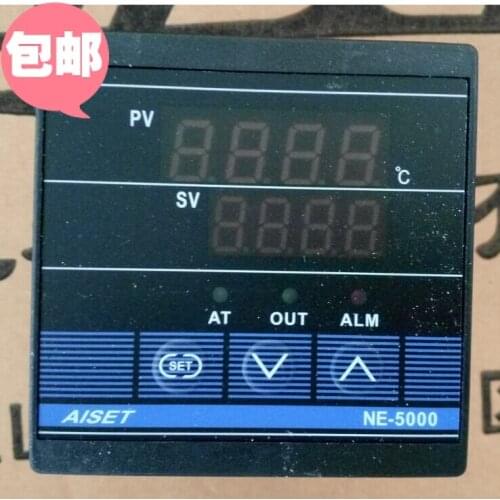 包邮
PV
8888
℃
SV
8888
AT OUT ALM
SET
AISET NE-5000